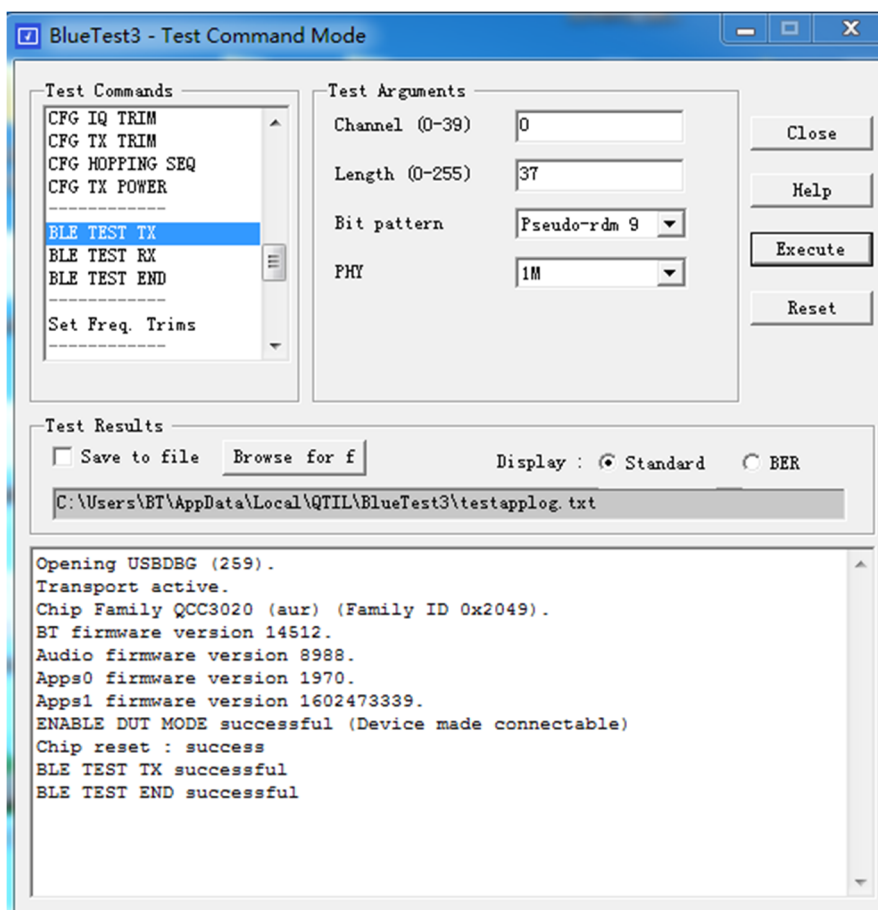 BlueTest3 - Test Command Mode
Test Commands
CFG IQ TRIM
CFG TX TRIM
CFG HOPPING SEQ
CFG TX POWER
------------
BLE TEST TX
BLE TEST RX
BLE TEST END
------------
Set Freq. Trims
------------
Test Arguments
Channel (0-39)
0
Length (0-255)
37
Bit pattern
Pseudo-rdm 9
PHY
1M
Close
Help
Execute
Reset
Test Results
Save to file
Browse for f
Display :
Standard
BER
C:\Users\BT\AppData\Local\QTIL\BlueTest3\testapplog.txt
Opening USBDBG (259).
Transport active.
Chip Family QCC3020 (aur) (Family ID 0x2049).
BT firmware version 14512.
Audio firmware version 8988.
Apps0 firmware version 1970.
Apps1 firmware version 1602473339.
ENABLE DUT MODE successful (Device made connectable)
Chip reset : success
BLE TEST TX successful
BLE TEST END successful